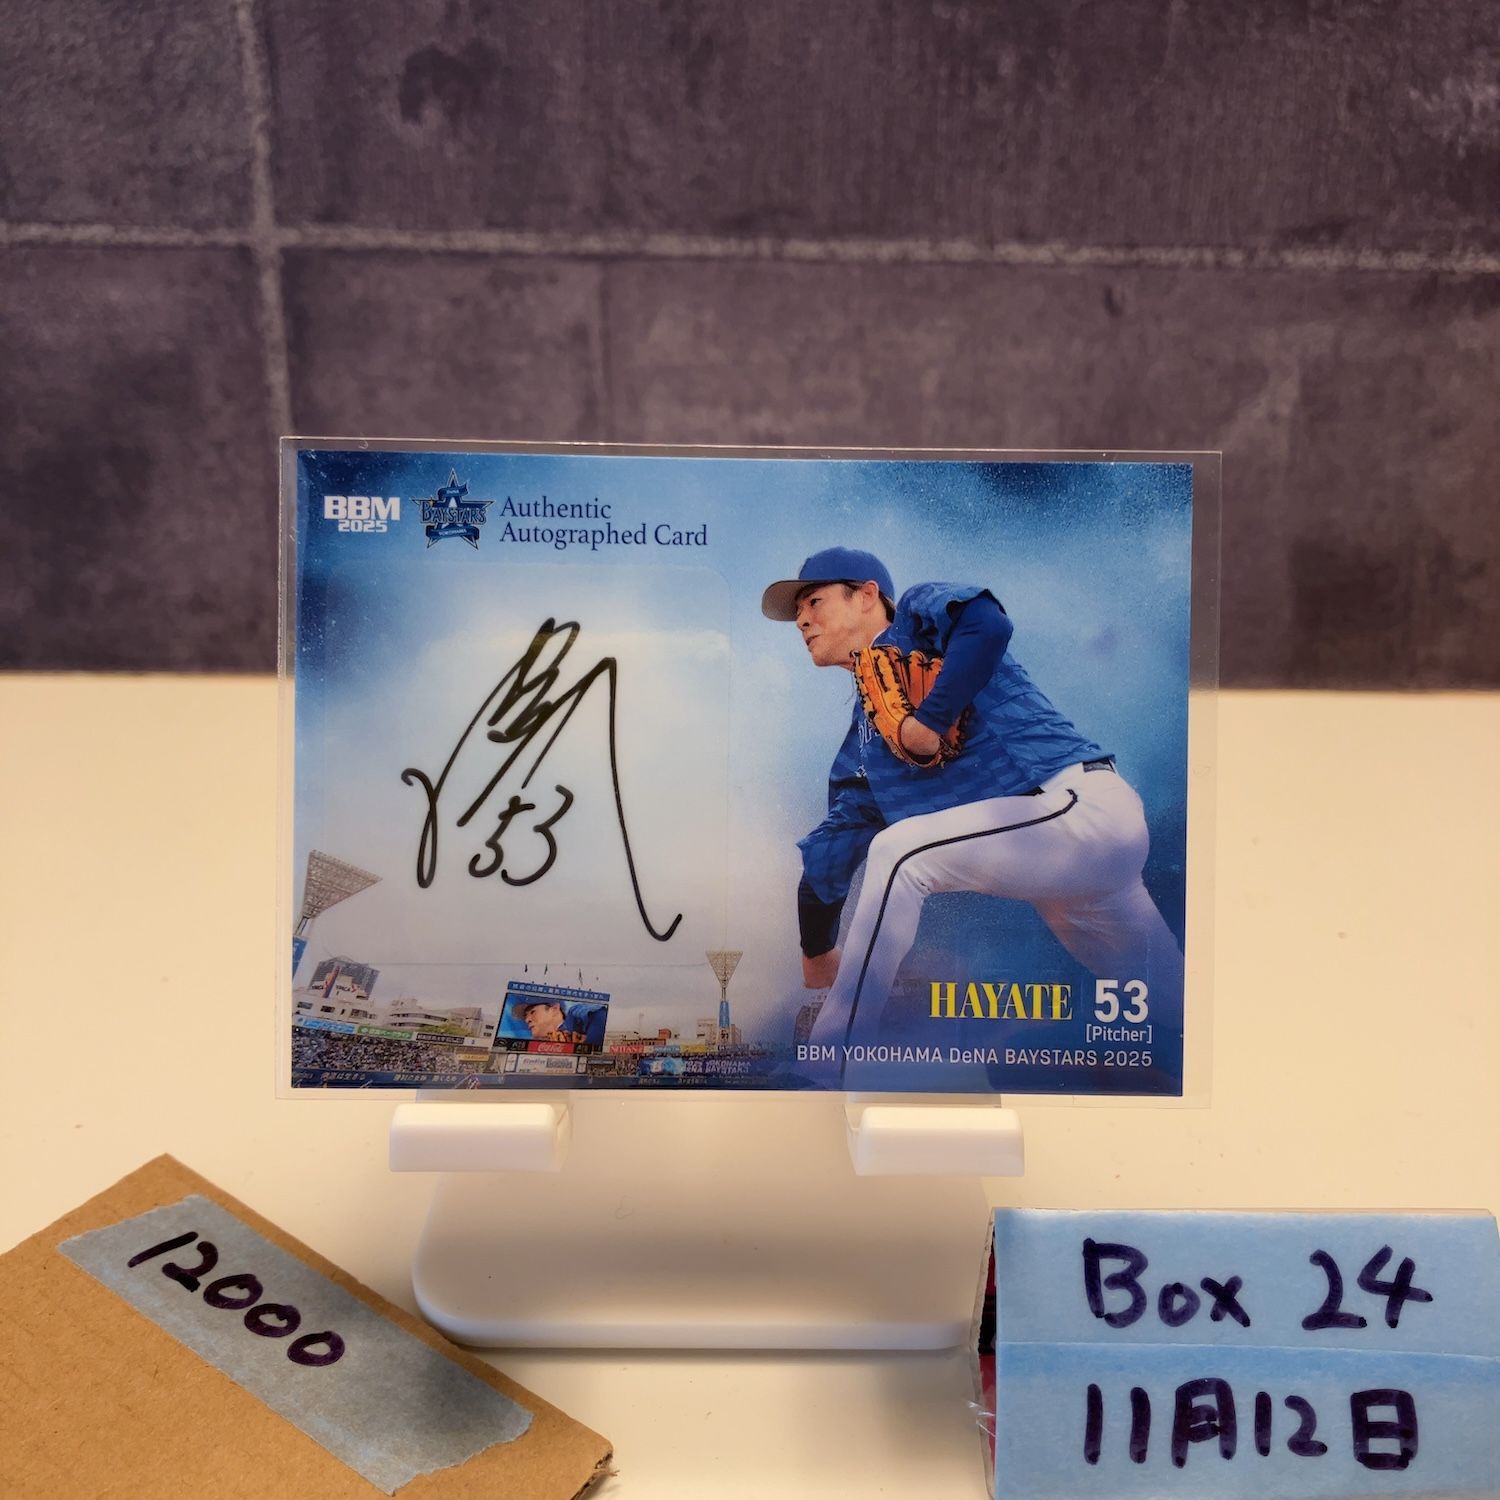 BBM
2025
BAYSTARS
YOKOHAMA
Authentic
Autographed Card
53
HAYATE 53
[Pitcher]
BBM YOKOHAMA DeNA BAYSTARS 2025
12000
Box 24
11月12日